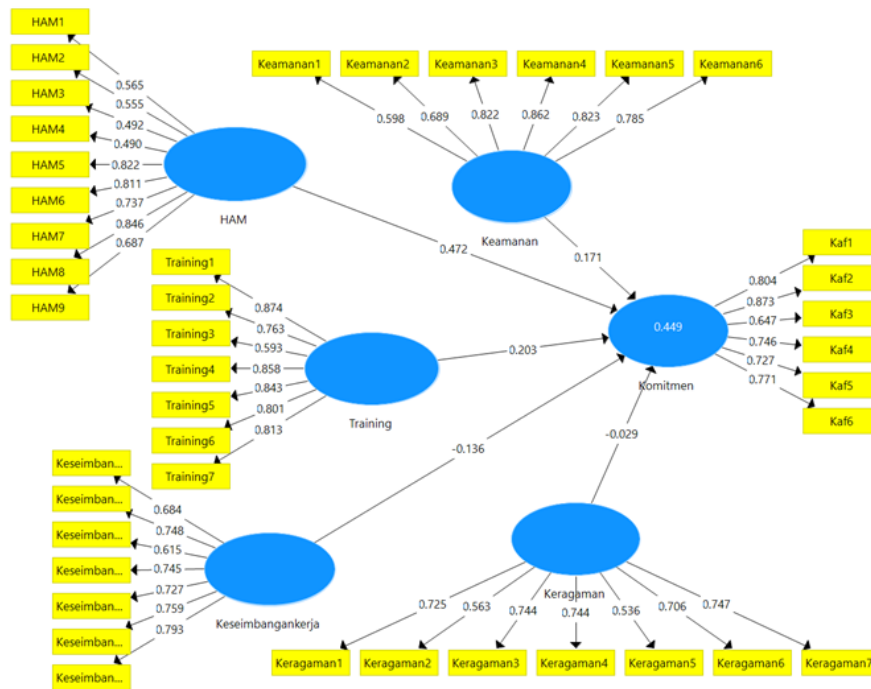 HAM1
HAM2
HAM3
HAM4
HAM5
HAM6
HAM7
HAM8
HAM9
0.565
0.555
0.492
0.490
0.822
0.811
0.737
0.846
0.687
HAM
Keamanan1 Keamanan2 Keamanan3 Keamanan4 Keamanan5 Keamanan6
0.598 0.689 0.822 0.862 0.823 0.785
Keamanan
0.472
0.171
Training1
Training2
Training3
Training4
Training5
Training6
Training7
0.874
0.763
0.593
0.858
0.843
0.801
0.813
Training
0.203
0.449
Komitmen
0.804
0.873
0.647
0.746
0.727
0.771
Kaf1
Kaf2
Kaf3
Kaf4
Kaf5
Kaf6
-0.136
-0.029
Keseimban...
Keseimban...
Keseimban...
Keseimban...
Keseimban...
Keseimban...
Keseimban...
0.684
0.748
0.615
0.745
0.727
0.759
0.793
Keseimbangankerja
Keragaman
0.725 0.563 0.744 0.744 0.536 0.706 0.747
Keragaman1 Keragaman2 Keragaman3 Keragaman4 Keragaman5 Keragaman6 Keragaman7